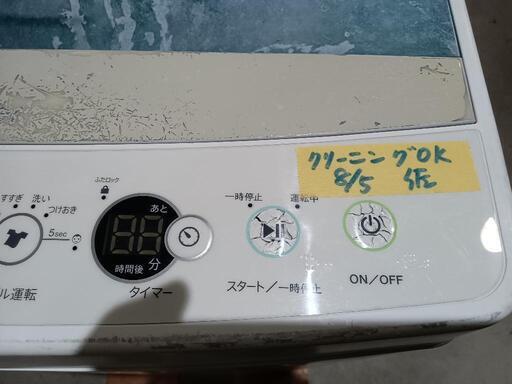 クリーニングOK
8/5 佐
ふたロック
すすぎ 洗い
つけおき
5sec
あと
88
時間後 分
一時停止 運転中
ル運転
タイマー
スタート/一時停止
ON/OFF